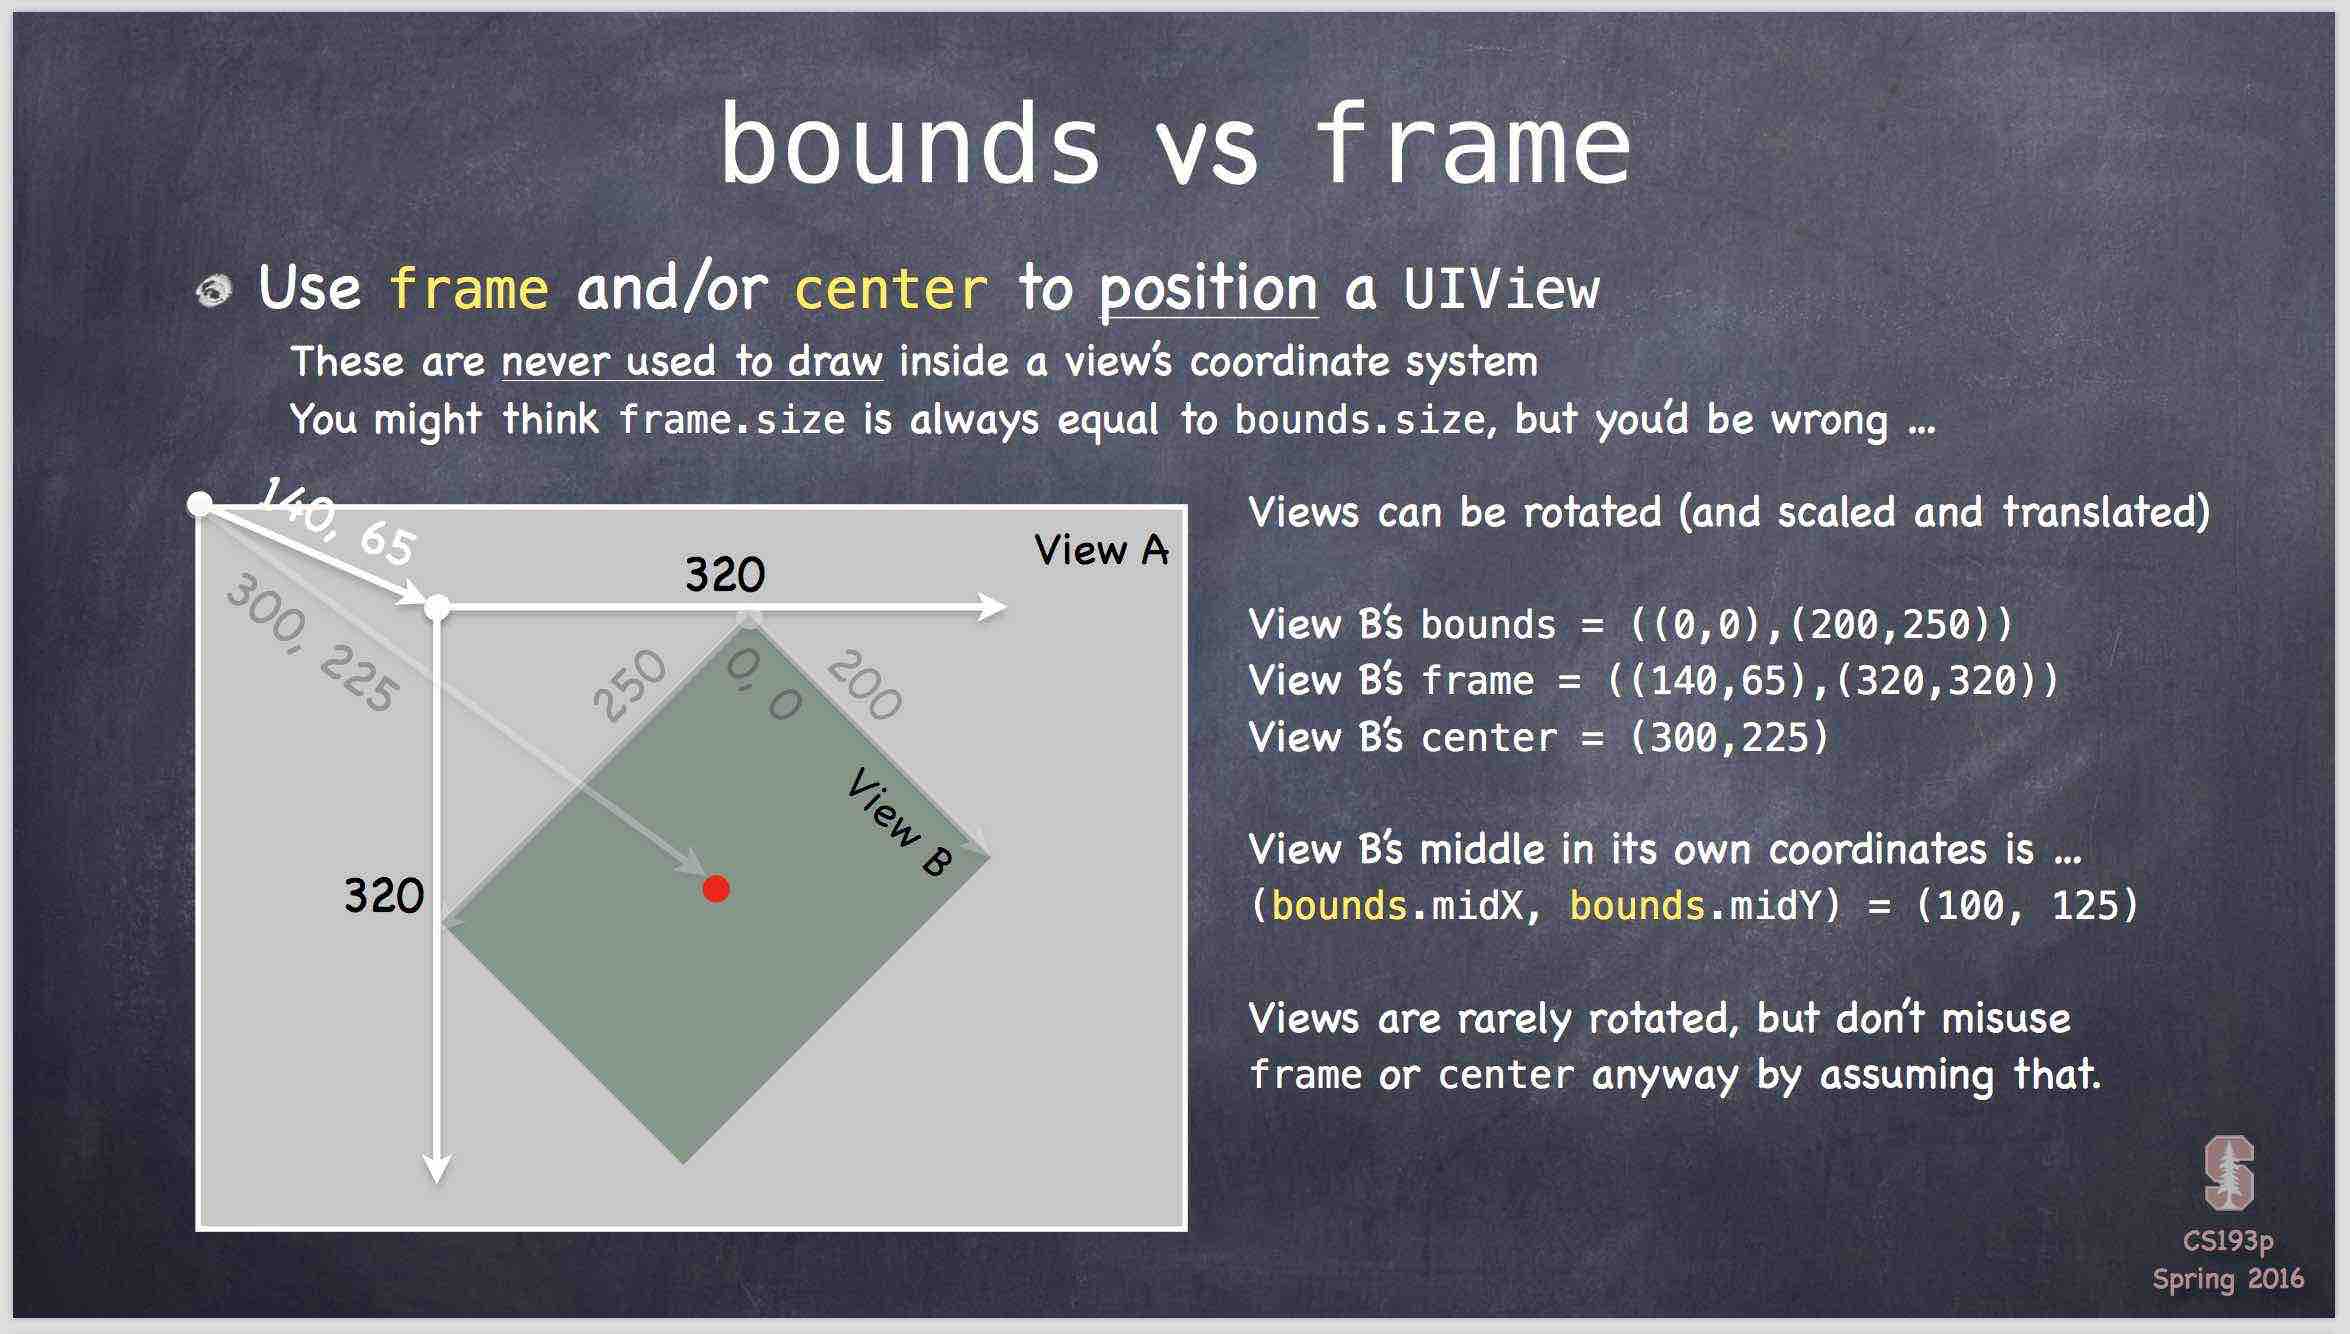 bounds vs frame
Use frame and/or center to position a UIView
These are never used to draw inside a view's coordinate system
You might think frame.size is always equal to bounds.size, but you'd be wrong ...
140, 65
300, 225
320
View A
250
0, 0
200
View B
320
Views can be rotated (and scaled and translated)
View B's bounds = ((0,0),(200,250))
View B's frame = ((140,65),(320,320))
View B's center = (300,225)
View B's middle in its own coordinates is ...
(bounds.midX, bounds.midY) = (100, 125)
Views are rarely rotated, but don't misuse
frame or center anyway by assuming that.
S
CS193p
Spring 2016